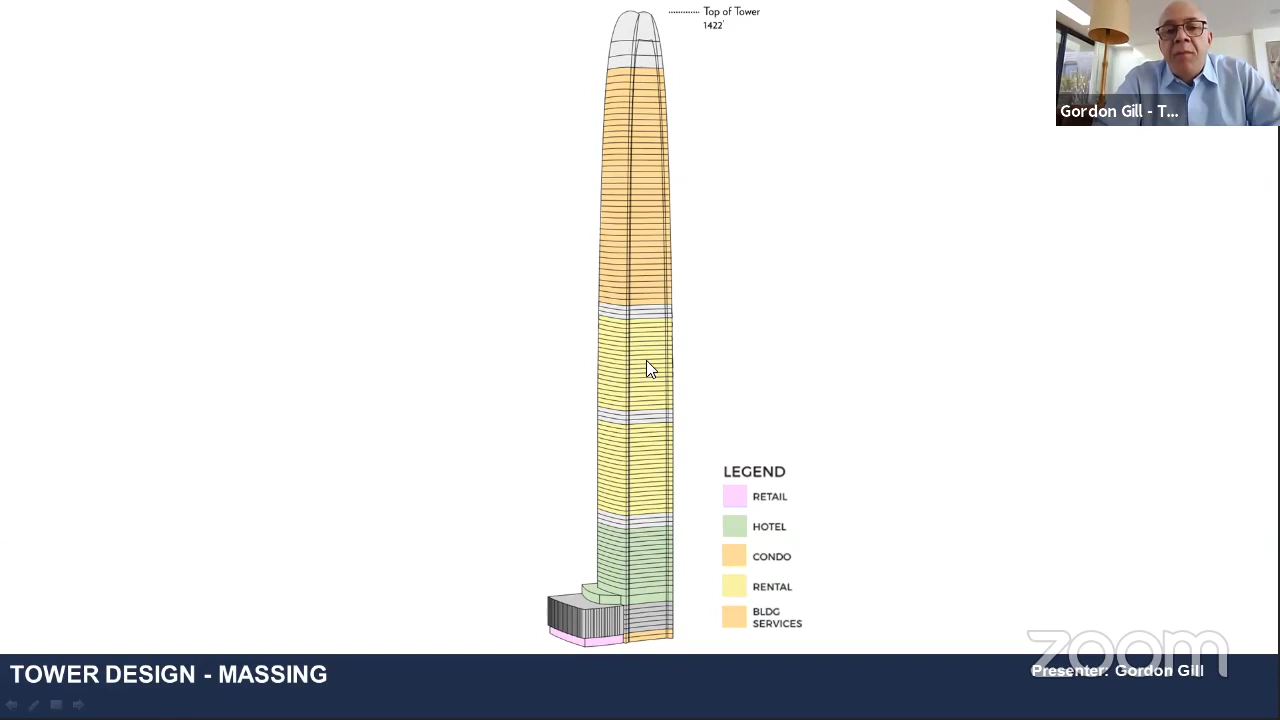 Top of Tower
1422'
Gordon Gill - T...
LEGEND
RETAIL
HOTEL
CONDO
RENTAL
BLDG
SERVICES
zoom
TOWER DESIGN - MASSING
Presenter: Gordon Gill